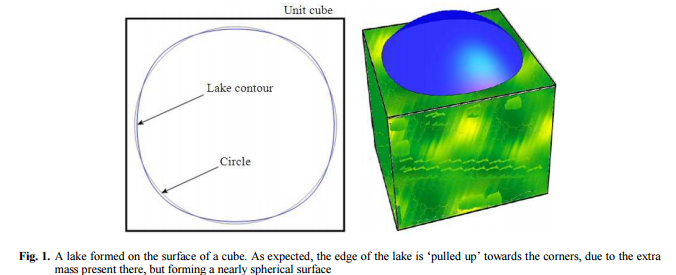 Unit cube
Lake contour
Circle
Fig. 1. A lake formed on the surface of a cube. As expected, the edge of the lake is ‘pulled up’ towards the corners, due to the extra
mass present there, but forming a nearly spherical surface